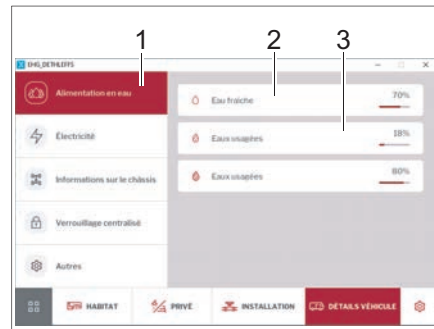 1 2 3
EHG_DETHLEFFS
Alimentation en eau
Eau fraîche 70%
Électricité
Eaux usagées 18%
Informations sur le châssis
Eaux usagées 80%
Verrouillage centralisé
Autres
HABITAT PRIVÉ INSTALLATION DÉTAILS VÉHICULE